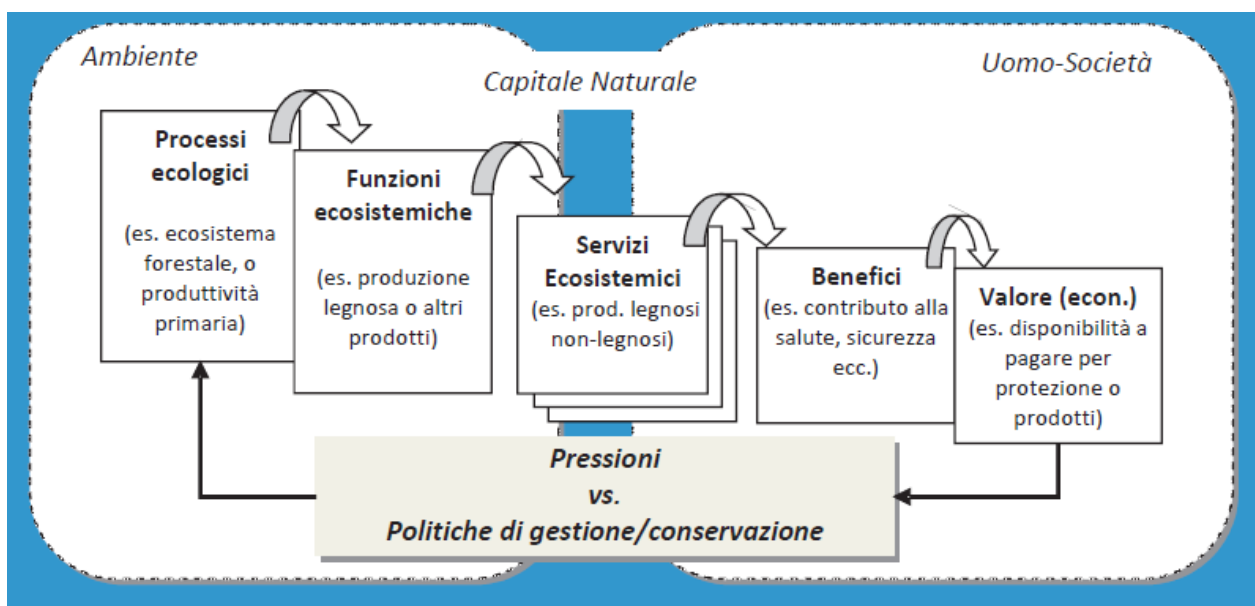 Ambiente
Capitale Naturale
Uomo-Società
Processi
ecologici
(es. ecosistema
forestale, o
produttività
primaria)
Funzioni
ecosistemiche
(es. produzione
legnosa o altri
prodotti)
Servizi
Ecosistemici
(es. prod. legnosi
non-legnosi)
Benefici
(es. contributo alla
salute, sicurezza
ecc.)
Valore (econ.)
(es. disponibilità a
pagare per
protezione o
prodotti)
Pressioni
vs.
Politiche di gestione/conservazione